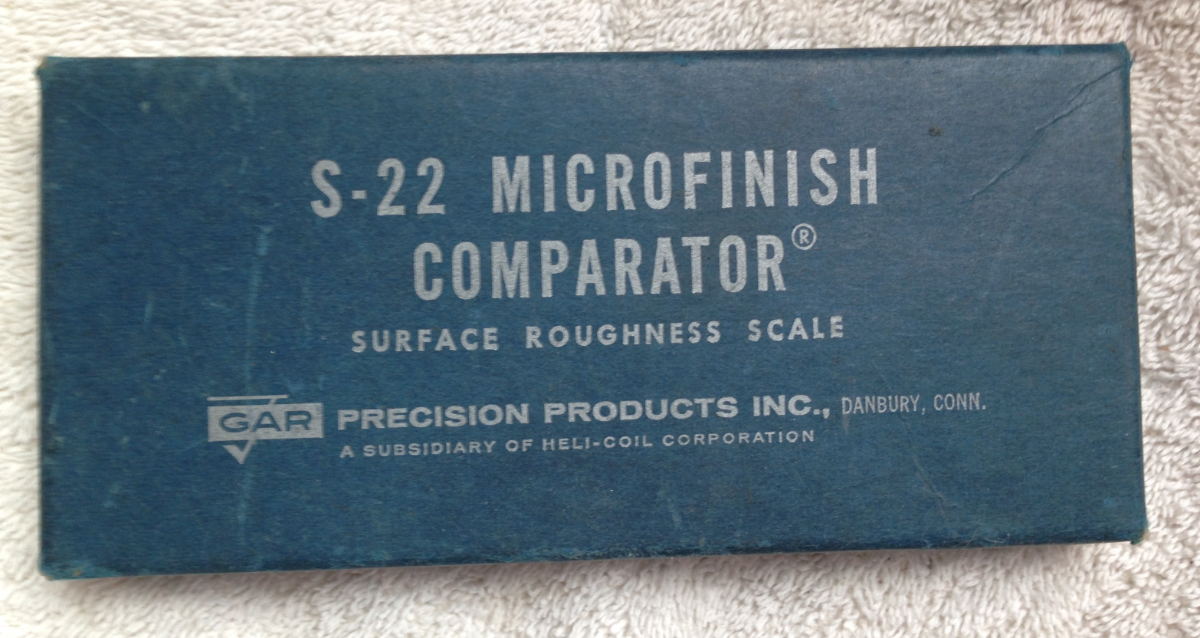 S-22 MICROFINISH
COMPARATOR®
SURFACE ROUGHNESS SCALE
GAR PRECISION PRODUCTS INC., DANBURY, CONN.
A SUBSIDIARY OF HELI-COIL CORPORATION